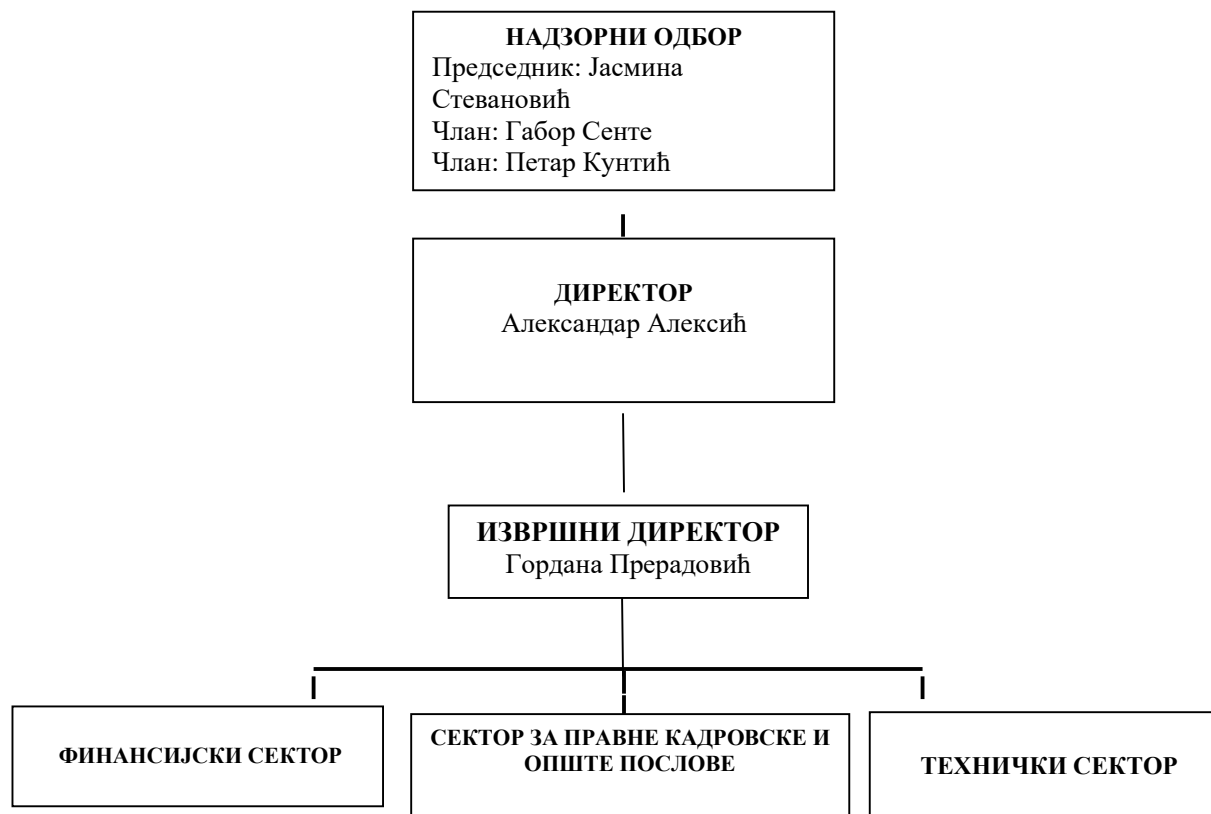 НАДЗОРНИ ОДБОР
Председник: Јасмина
Стевановић
Члан: Габор Сенте
Члан: Петар Кунтић
ДИРЕКТОР
Александар Алексић
ИЗВРШНИ ДИРЕКТОР
Гордана Прерадовић
ФИНАНСИЈСКИ СЕКТОР
СЕКТОР ЗА ПРАВНЕ КАДРОВСКЕ И
ОПШТЕ ПОСЛОВЕ
ТЕХНИЧКИ СЕКТОР